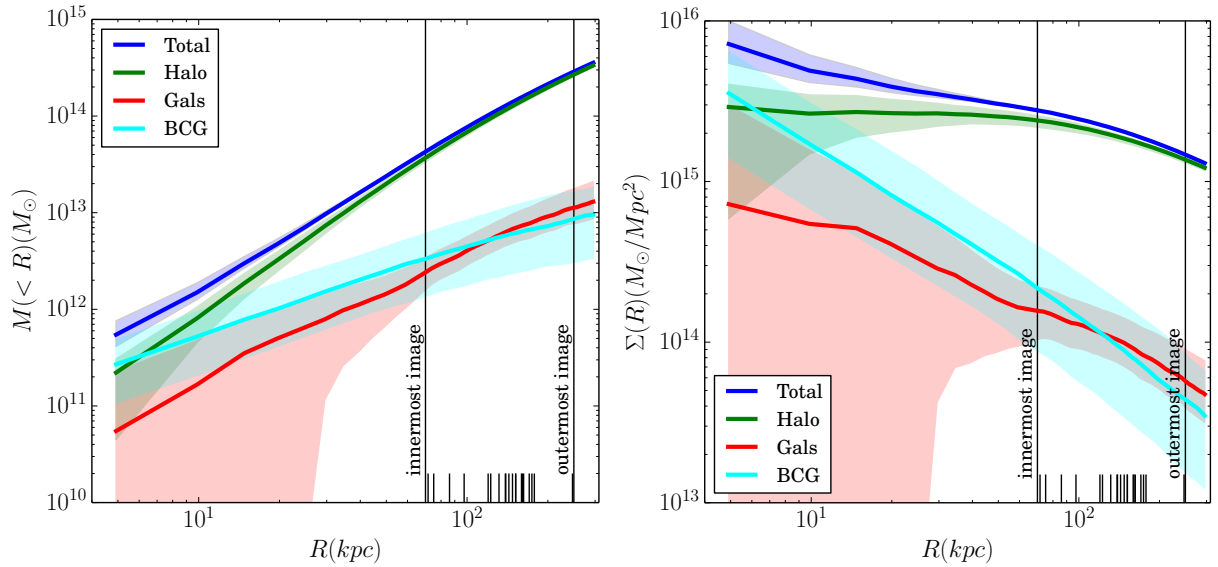 10^15
10^14
10^13
10^12
10^11
10^10
M(< R)(M_⊙)
Total
Halo
Gals
BCG
innermost image
outermost image
10^1
10^2
R(kpc)
10^16
10^15
10^14
10^13
Σ(R)(M_⊙/Mpc^2)
Total
Halo
Gals
BCG
innermost image
outermost image
10^1
10^2
R(kpc)